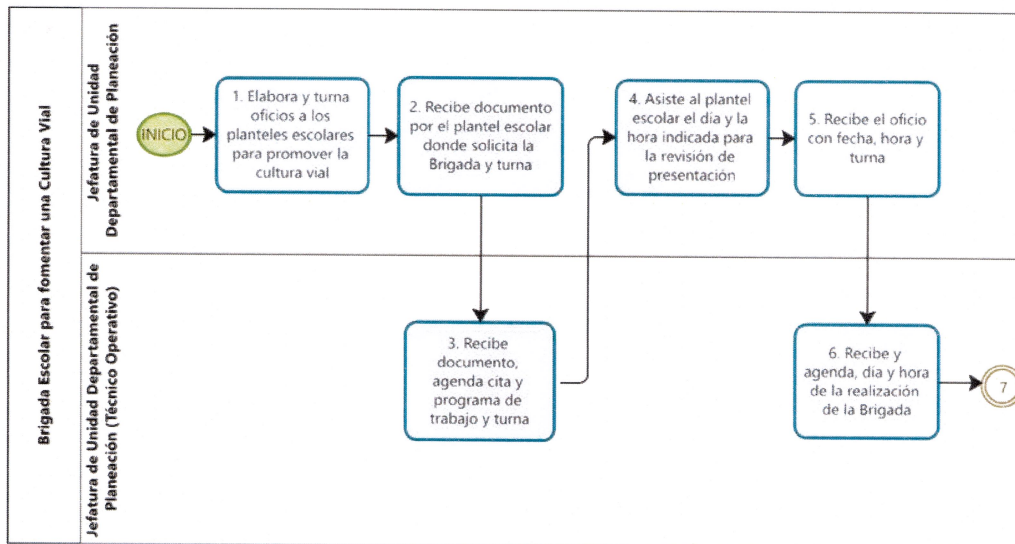 Brigada Escolar para fomentar una Cultura Vial
Jefatura de Unidad
Departamental de Planeación
INICIO
1. Elabora y turna
oficios a los
planteles escolares
para promover la
cultura vial
2. Recibe documento
por el plantel escolar
donde solicita la
Brigada y turna
4. Asiste al plantel
escolar el día y la
hora indicada para
la revisión de
presentación
5. Recibe el oficio
con fecha, hora y
turna
Jefatura de Unidad Departamental de
Planeación (Técnico Operativo)
3. Recibe
documento,
agenda cita y
programa de
trabajo y turna
6. Recibe y
agenda, día y hora
de la realización
de la Brigada
7